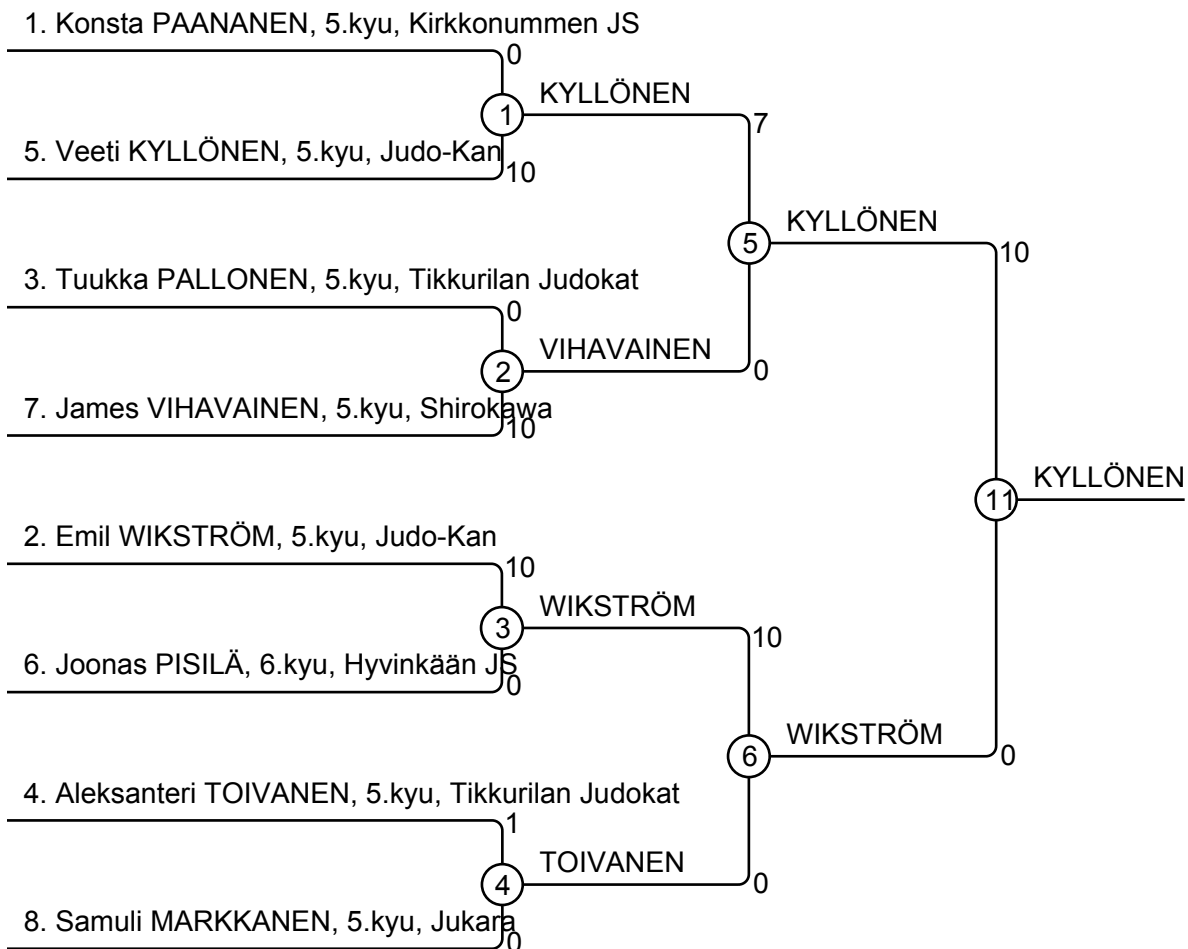 1. Konsta PAANANEN, 5.kyu, Kirkkonummen JS
0
1 KYLLÖNEN
7
5. Veeti KYLLÖNEN, 5.kyu, Judo-Kan
10
5 KYLLÖNEN
10
3. Tuukka PALLONEN, 5.kyu, Tikkurilan Judokat
0
2 VIHAVAINEN
0
7. James VIHAVAINEN, 5.kyu, Shirokawa
10
11 KYLLÖNEN
2. Emil WIKSTRÖM, 5.kyu, Judo-Kan
10
3 WIKSTRÖM
10
6. Joonas PISILÄ, 6.kyu, Hyvinkään JS
0
6 WIKSTRÖM
0
4. Aleksanteri TOIVANEN, 5.kyu, Tikkurilan Judokat
1
4 TOIVANEN
0
8. Samuli MARKKANEN, 5.kyu, Jukara
0